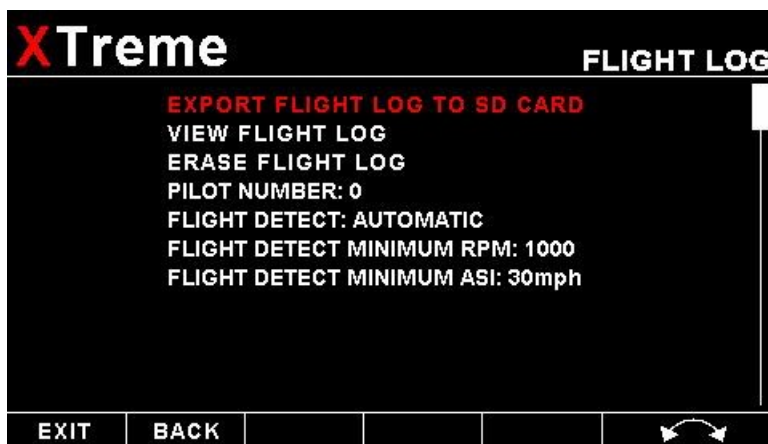 XTreme
FLIGHT LOG
EXPORT FLIGHT LOG TO SD CARD
VIEW FLIGHT LOG
ERASE FLIGHT LOG
PILOT NUMBER: 0
FLIGHT DETECT: AUTOMATIC
FLIGHT DETECT MINIMUM RPM: 1000
FLIGHT DETECT MINIMUM ASI: 30mph
EXIT BACK